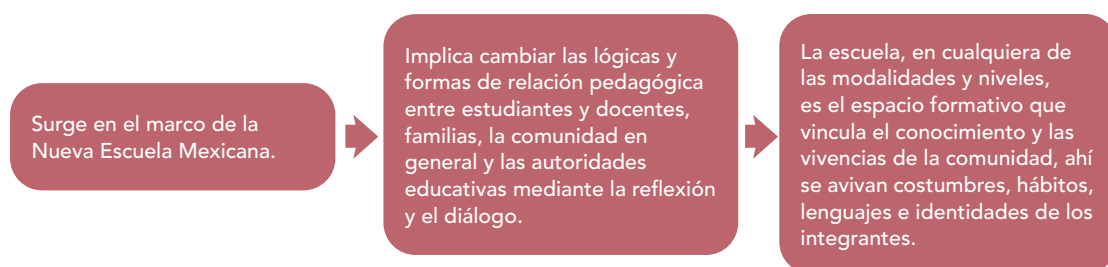 Surge en el marco de la
Nueva Escuela Mexicana.
Implica cambiar las lógicas y
formas de relación pedagógica
entre estudiantes y docentes,
familias, la comunidad en
general y las autoridades
educativas mediante la reflexión
y el diálogo.
La escuela, en cualquiera de
las modalidades y niveles,
es el espacio formativo que
vincula el conocimiento y las
vivencias de la comunidad, ahí
se avivan costumbres, hábitos,
lenguajes e identidades de los
integrantes.